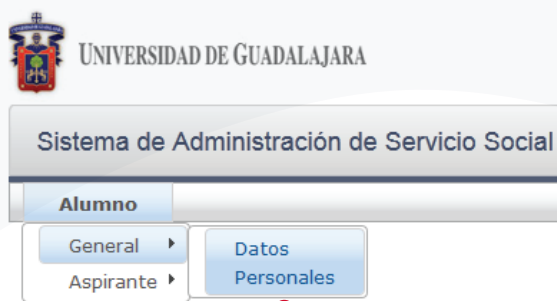 UNIVERSIDAD DE GUADALAJARA
Sistema de Administración de Servicio Social
Alumno
General
Datos
Personales
Aspirante